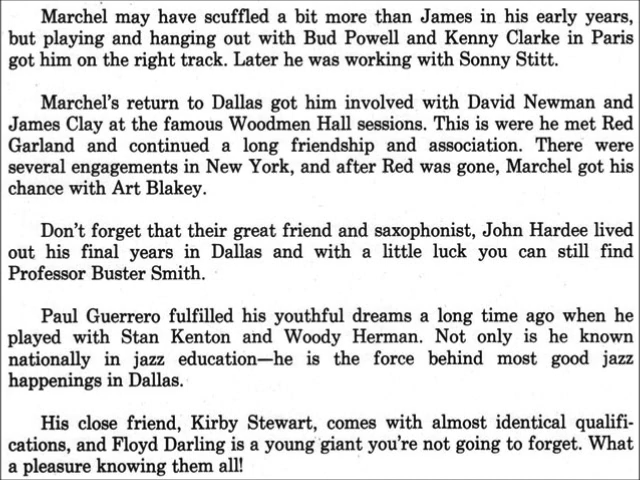 Marchel may have scuffled a bit more than James in his early years,
but playing and hanging out with Bud Powell and Kenny Clarke in Paris
got him on the right track. Later he was working with Sonny Stitt.
Marchel's return to Dallas got him involved with David Newman and
James Clay at the famous Woodmen Hall sessions. This is were he met Red
Garland and continued a long friendship and association. There were
several engagements in New York, and after Red was gone, Marchel got his
chance with Art Blakey.
Don't forget that their great friend and saxophonist, John Hardee lived
out his final years in Dallas and with a little luck you can still find
Professor Buster Smith.
Paul Guerrero fulfilled his youthful dreams a long time ago when he
played with Stan Kenton and Woody Herman. Not only is he known
nationally in jazz education—he is the force behind most good jazz
happenings in Dallas.
His close friend, Kirby Stewart, comes with almost identical qualifi-
cations, and Floyd Darling is a young giant you're not going to forget. What
a pleasure knowing them all!